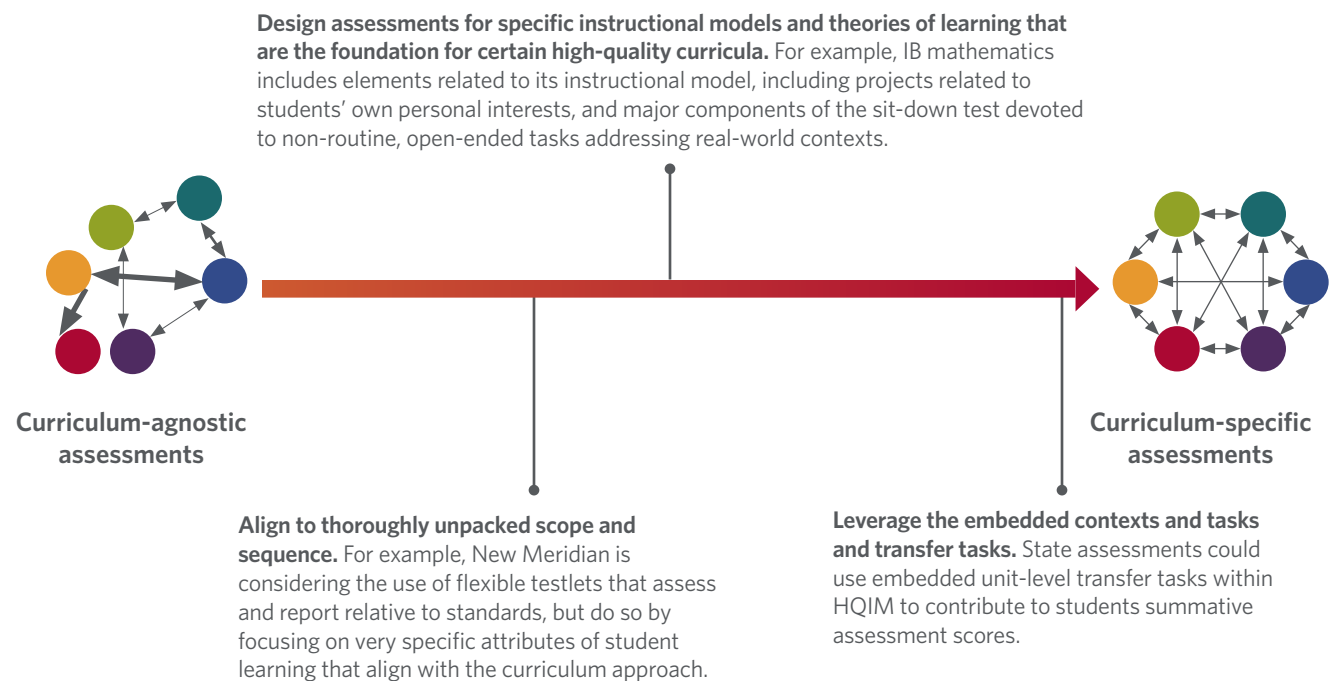 Design assessments for specific instructional models and theories of learning that
are the foundation for certain high-quality curricula. For example, IB mathematics
includes elements related to its instructional model, including projects related to
students’ own personal interests, and major components of the sit-down test devoted
to non-routine, open-ended tasks addressing real-world contexts.
Curriculum-agnostic
assessments
Curriculum-specific
assessments
Align to thoroughly unpacked scope and
sequence. For example, New Meridian is
considering the use of flexible testlets that assess
and report relative to standards, but do so by
focusing on very specific attributes of student
learning that align with the curriculum approach.
Leverage the embedded contexts and tasks
and transfer tasks. State assessments could
use embedded unit-level transfer tasks within
HQIM to contribute to students summative
assessment scores.